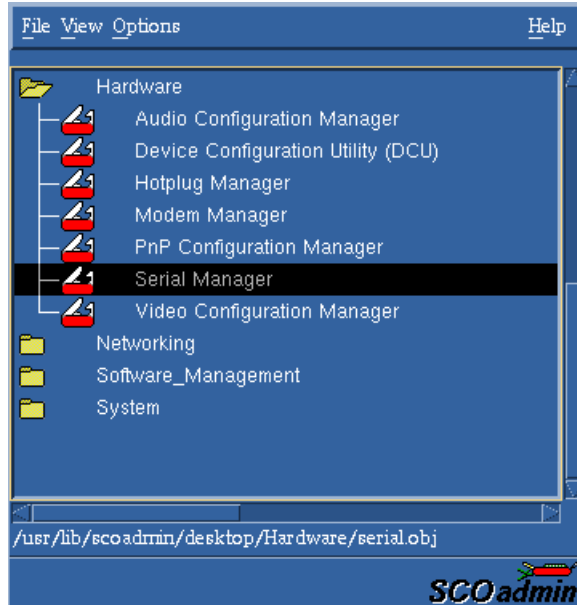 File View Options Help
Hardware
Audio Configuration Manager
Device Configuration Utility (DCU)
Hotplug Manager
Modem Manager
PnP Configuration Manager
Serial Manager
Video Configuration Manager
Networking
Software_Management
System
/usr/lib/scoadmin/desktop/Hardware/serial.obj
SCOadmin